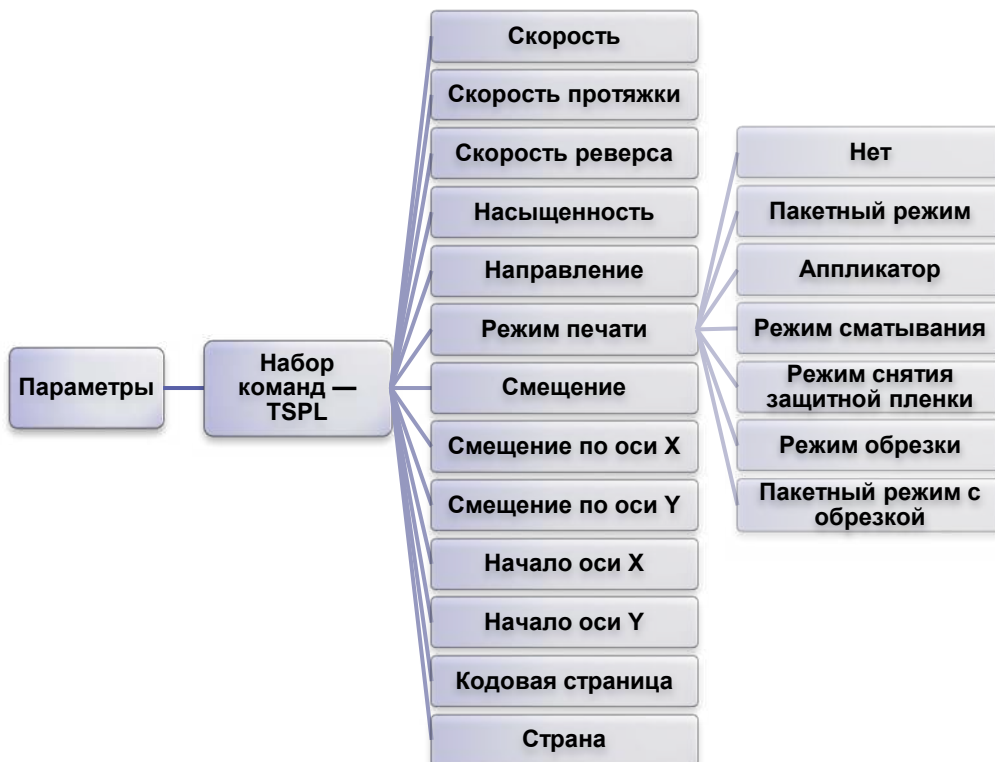 Параметры
Набор
команд —
TSPL
Скорость
Скорость протяжки
Скорость реверса
Насыщенность
Направление
Режим печати
Смещение
Смещение по оси X
Смещение по оси Y
Начало оси X
Начало оси Y
Кодовая страница
Страна
Нет
Пакетный режим
Аппликатор
Режим сматывания
Режим снятия
защитной пленки
Режим обрезки
Пакетный режим с
обрезкой